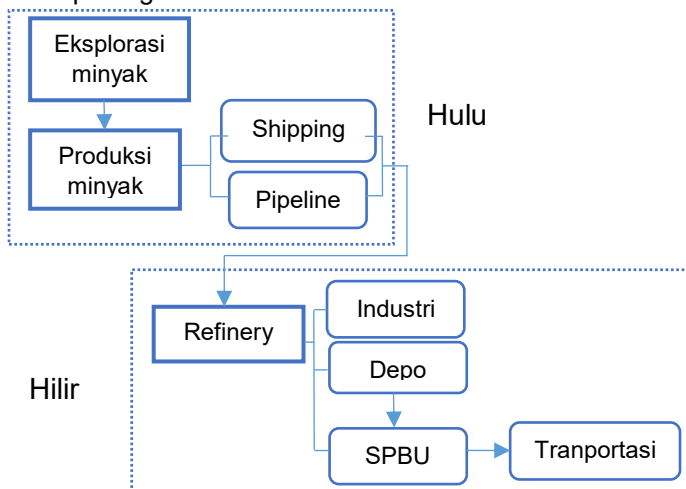 Eksplorasi
minyak
Produksi
minyak
Shipping
Pipeline
Hulu
Refinery
Industri
Depo
SPBU
Tranportasi
Hilir